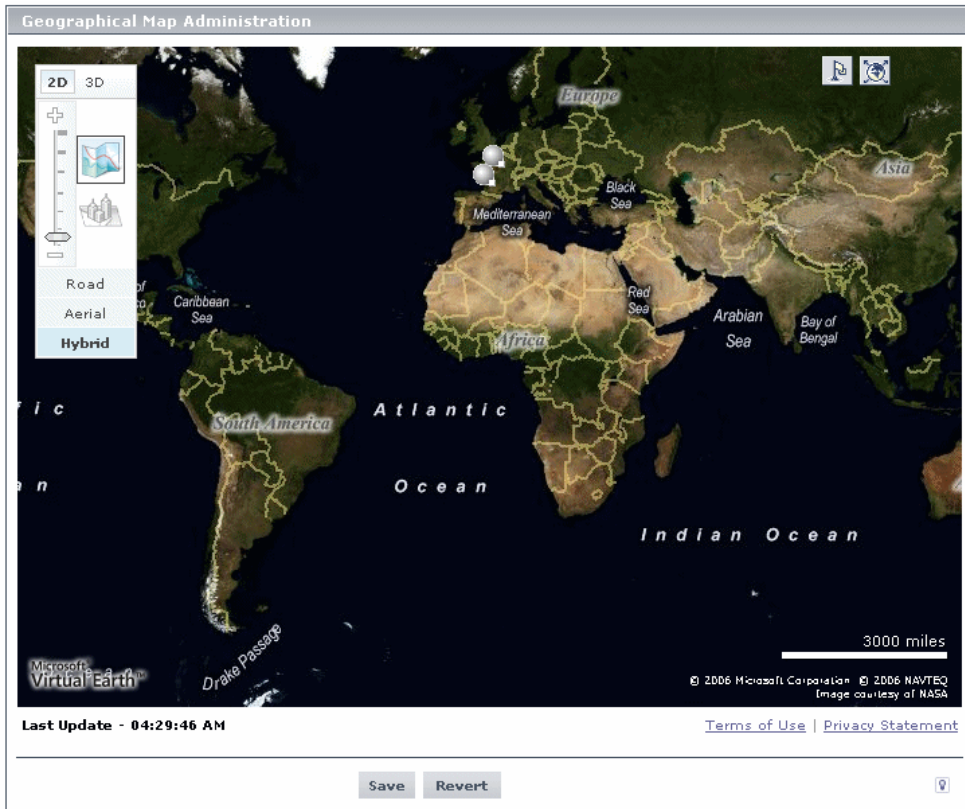 Geographical Map Administration
2D 3D
Road
Aerial
Hybrid
Europe
Asia
Black
Sea
Mediterranean
Sea
Caribbean
Sea
Red
Sea
Arabian
Sea
Bay of
Bengal
Africa
South America
fic
an
Atlantic
Ocean
Indian Ocean
Drake Passage
3000 miles
Microsoft
Virtual Earth™
© 2006 Microsoft Corporation © 2006 NAVTEQ
Image courtesy of NASA
Last Update - 04:29:46 AM
Terms of Use | Privacy Statement
Save Revert